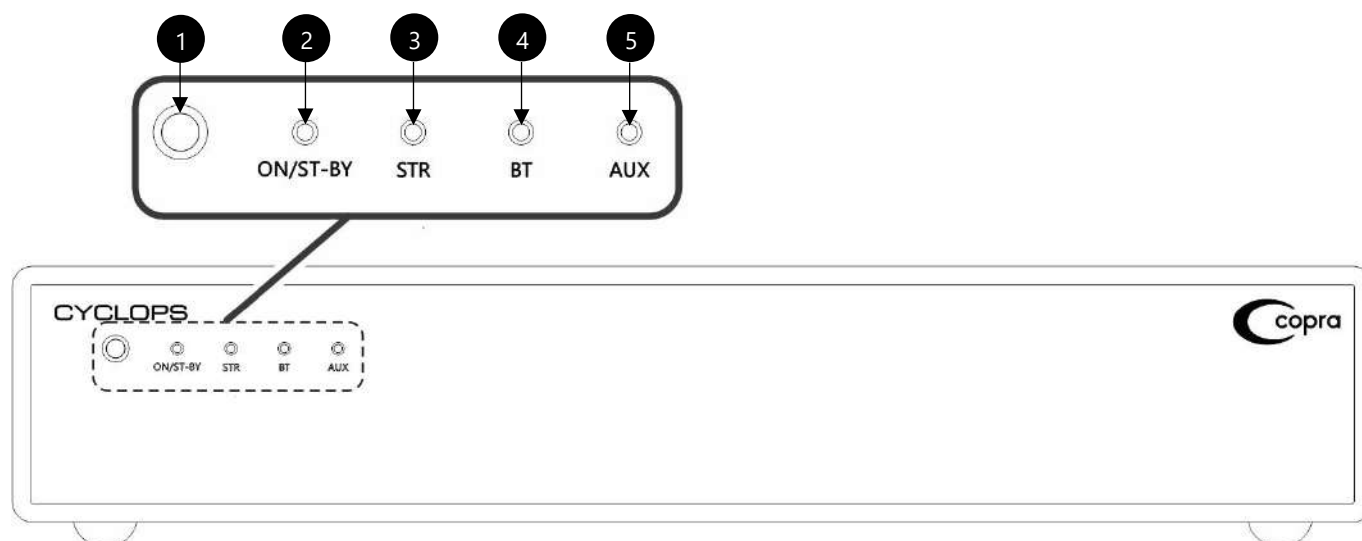 1 2 3 4 5
ON/ST-BY STR BT AUX
CYCLOPS
copra
ON/ST-BY STR BT AUX